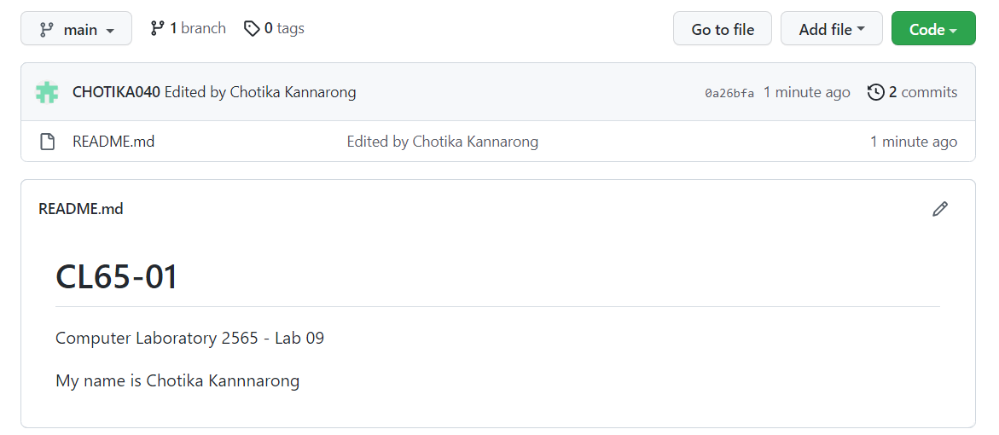 main 1 branch 0 tags Go to file Add file Code
CHOTIKA040 Edited by Chotika Kannarong 0a26bfa 1 minute ago 2 commits
README.md Edited by Chotika Kannarong 1 minute ago
README.md
CL65-01
Computer Laboratory 2565 - Lab 09
My name is Chotika Kannnarong